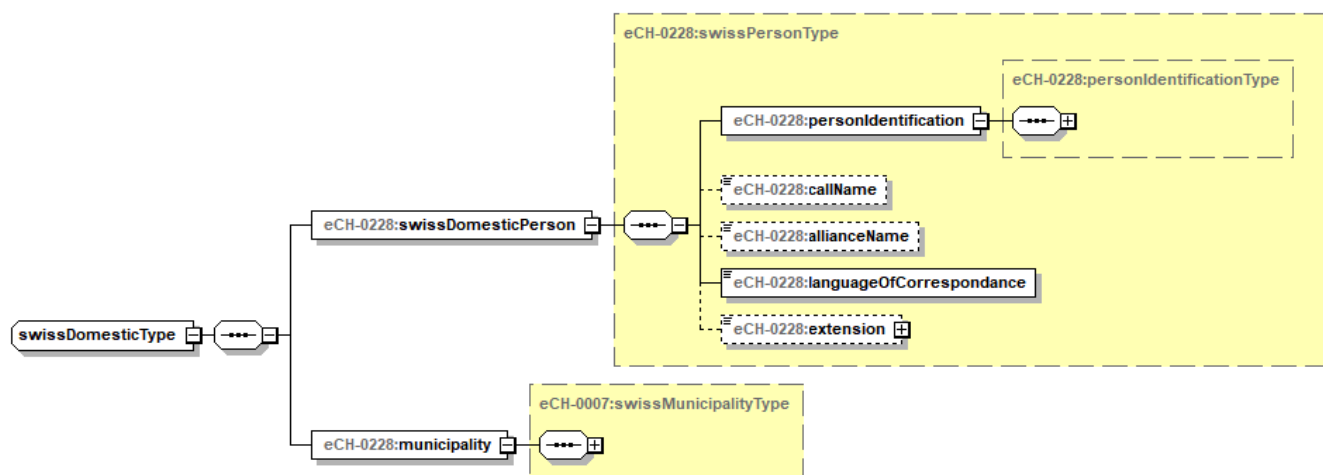 eCH-0228:swissPersonType
eCH-0228:personIdentificationType
eCH-0228:personIdentification
eCH-0228:callName
eCH-0228:swissDomesticPerson
eCH-0228:allianceName
eCH-0228:languageOfCorrespondance
eCH-0228:extension
swissDomesticType
eCH-0007:swissMunicipalityType
eCH-0228:municipality